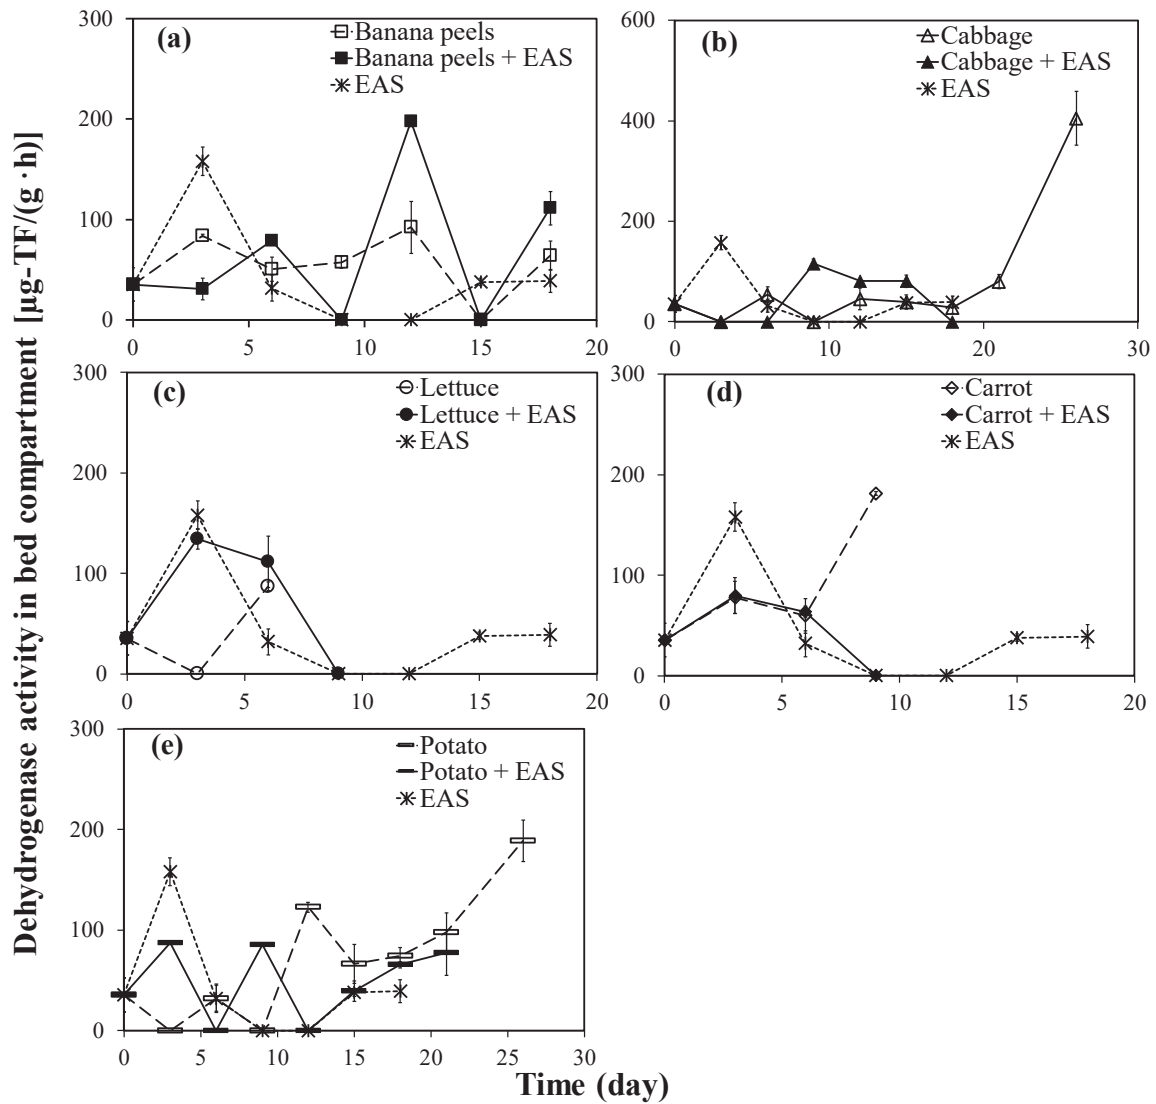 Dehydrogenase activity in bed compartment [µg-TF/(g ·h)]
(a)
Banana peels
Banana peels + EAS
EAS
300
200
100
0
0 5 10 15 20
(b)
Cabbage
Cabbage + EAS
EAS
600
400
200
0
0 10 20 30
(c)
Lettuce
Lettuce + EAS
EAS
300
200
100
0
0 5 10 15 20
(d)
Carrot
Carrot + EAS
EAS
300
200
100
0
0 5 10 15 20
(e)
Potato
Potato + EAS
EAS
300
200
100
0
0 5 10 15 20 25 30
Time (day)